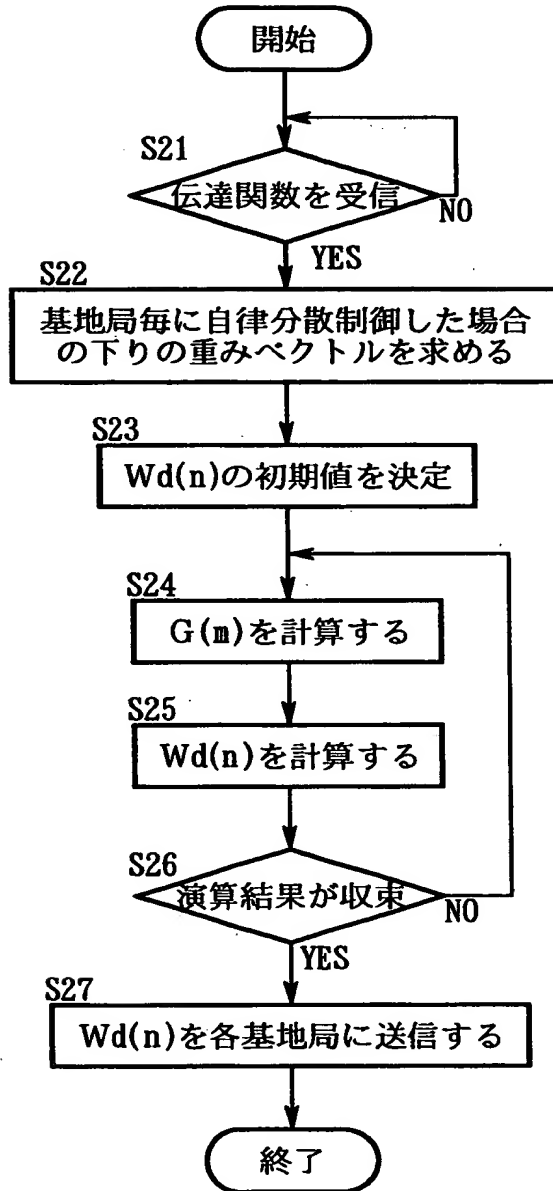 開始
S21
伝達関数を受信
NO
YES
S22
基地局毎に自律分散制御した場合
の下りの重みベクトルを求める
S23
Wd(n)の初期値を決定
S24
G(m)を計算する
S25
Wd(n)を計算する
S26
演算結果が収束
NO
YES
S27
Wd(n)を各基地局に送信する
終了